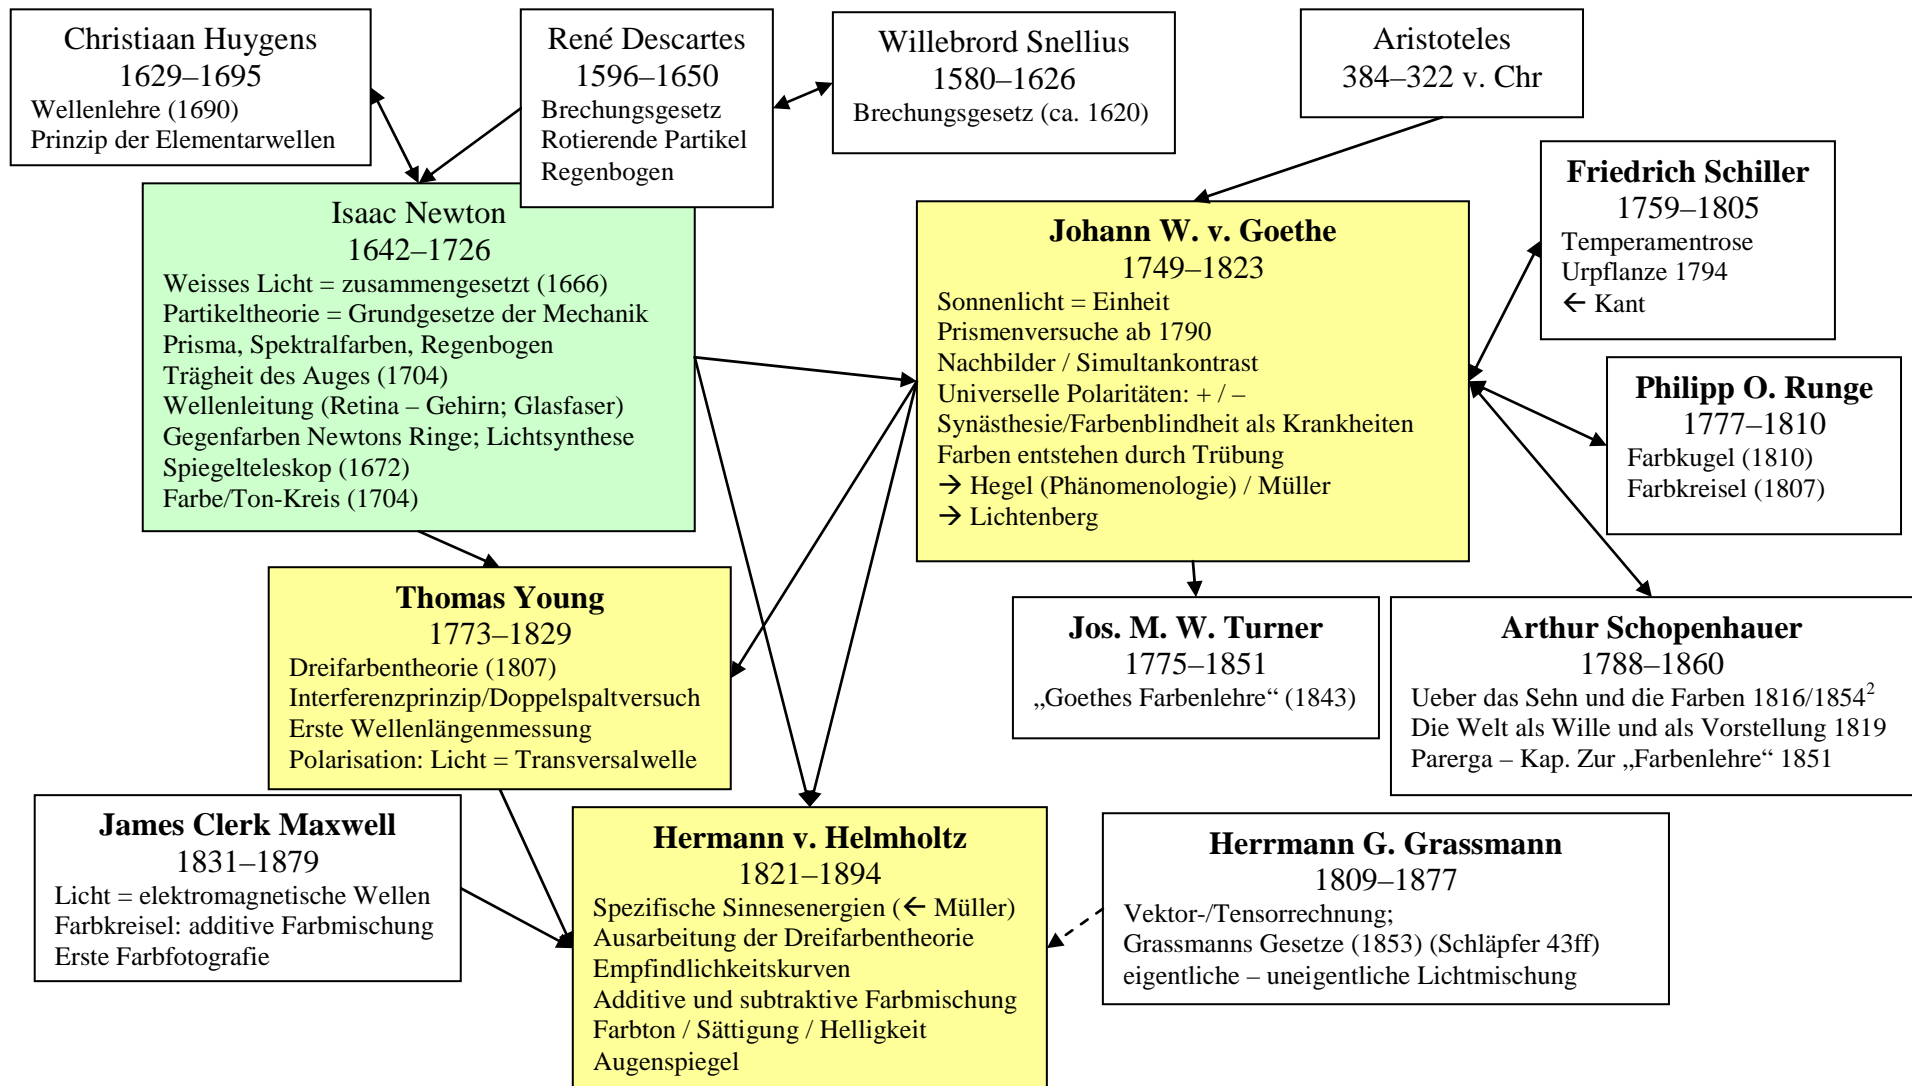 Christiaan Huygens
1629–1695
Wellenlehre (1690)
Prinzip der Elementarwellen
René Descartes
1596–1650
Brechungsgesetz
Rotierende Partikel
Regenbogen
Willebrord Snellius
1580–1626
Brechungsgesetz (ca. 1620)
Aristoteles
384–322 v. Chr
Isaac Newton
1642–1726
Weisses Licht = zusammengesetzt (1666)
Partikeltheorie = Grundgesetze der Mechanik
Prisma, Spektralfarben, Regenbogen
Trägheit des Auges (1704)
Wellenleitung (Retina – Gehirn; Glasfaser)
Gegenfarben Newtons Ringe; Lichtsynthese
Spiegelteleskop (1672)
Farbe/Ton-Kreis (1704)
Johann W. v. Goethe
1749–1823
Sonnenlicht = Einheit
Prismenversuche ab 1790
Nachbilder / Simultankontrast
Universelle Polaritäten: + / –
Synästhesie/Farbenblindheit als Krankheiten
Farben entstehen durch Trübung
→ Hegel (Phänomenologie) / Müller
→ Lichtenberg
Friedrich Schiller
1759–1805
Temperamentrose
Urpflanze 1794
← Kant
Philipp O. Runge
1777–1810
Farbkugel (1810)
Farbkreisel (1807)
Thomas Young
1773–1829
Dreifarbentheorie (1807)
Interferenzprinzip/Doppelspaltversuch
Erste Wellenlängenmessung
Polarisation: Licht = Transversalwelle
Jos. M. W. Turner
1775–1851
„Goethes Farbenlehre“ (1843)
Arthur Schopenhauer
1788–1860
Ueber das Sehn und die Farben 1816/1854²
Die Welt als Wille und als Vorstellung 1819
Parerga – Kap. Zur „Farbenlehre“ 1851
James Clerk Maxwell
1831–1879
Licht = elektromagnetische Wellen
Farbkreisel: additive Farbmischung
Erste Farbfotografie
Hermann v. Helmholtz
1821–1894
Spezifische Sinnesenergien (← Müller)
Ausarbeitung der Dreifarbentheorie
Empfindlichkeitskurven
Additive und subtraktive Farbmischung
Farbton / Sättigung / Helligkeit
Augenspiegel
Herrmann G. Grassmann
1809–1877
Vektor-/Tensorrechnung;
Grassmanns Gesetze (1853) (Schläpfer 43ff)
eigentliche – uneigentliche Lichtmischung